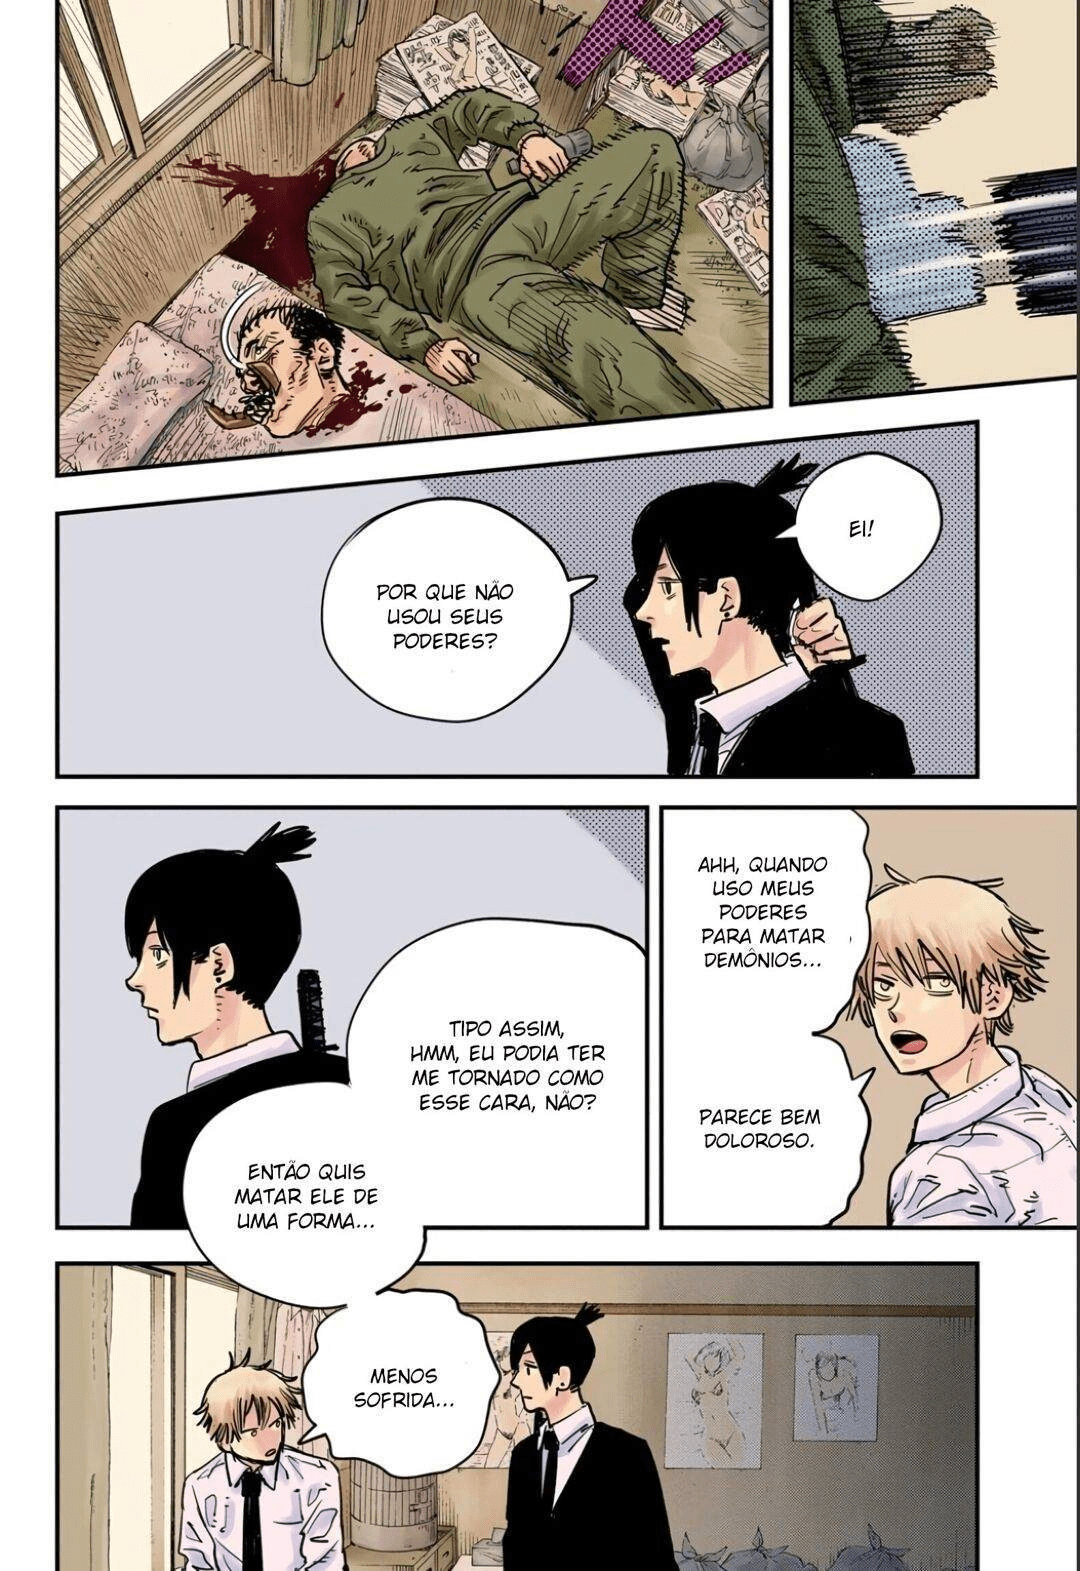 EI!
POR QUE NÃO
USOU SEUS
PODERES?
AHH, QUANDO
USO MEUS
PODERES
PARA MATAR
DEMÔNIOS...
PARECE BEM
DOLOROSO.
TIPO ASSIM,
HMM, EU PODIA TER
ME TORNADO COMO
ESSE CARA, NÃO?
ENTÃO QUIS
MATAR ELE DE
UMA FORMA...
MENOS
SOFRIDA...